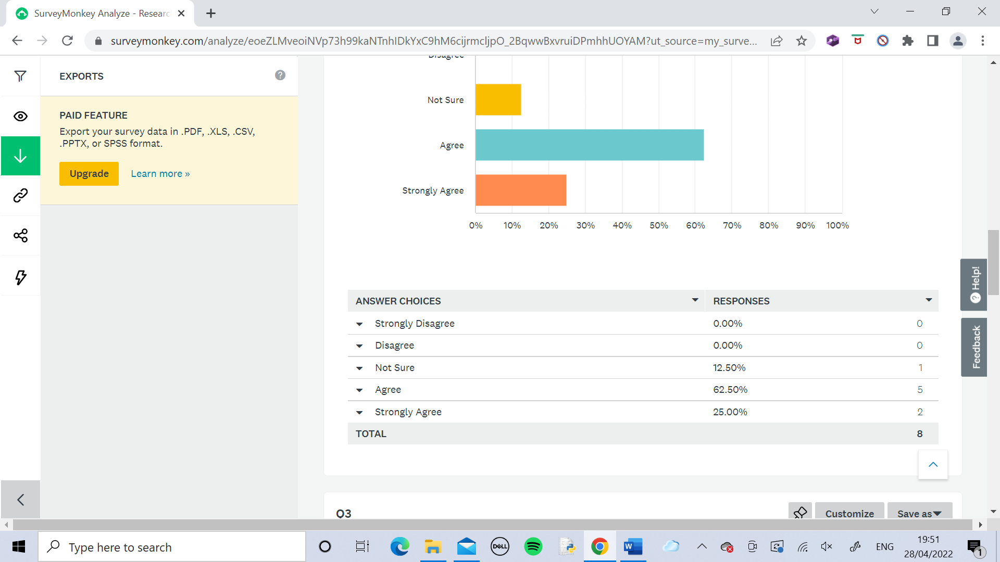 SurveyMonkey Analyze - Researc
surveymonkey.com/analyze/eoeZLMveoiNVp73h99kaNTnhIDkYxC9hM6cijrmcljpO_2BqwwBxvruiDPmhhUOYAM?ut_source=my_surve...
EXPORTS
PAID FEATURE
Export your survey data in .PDF, .XLS, .CSV,
.PPTX, or SPSS format.
Upgrade Learn more »
Disagree
Not Sure
Agree
Strongly Agree
0% 10% 20% 30% 40% 50% 60% 70% 80% 90% 100%
ANSWER CHOICES RESPONSES
Strongly Disagree 0.00% 0
Disagree 0.00% 0
Not Sure 12.50% 1
Agree 62.50% 5
Strongly Agree 25.00% 2
TOTAL 8
Help!
Feedback
Q3 Customize Save as
Type here to search
DELL
W
ENG
19:51
28/04/2022
1